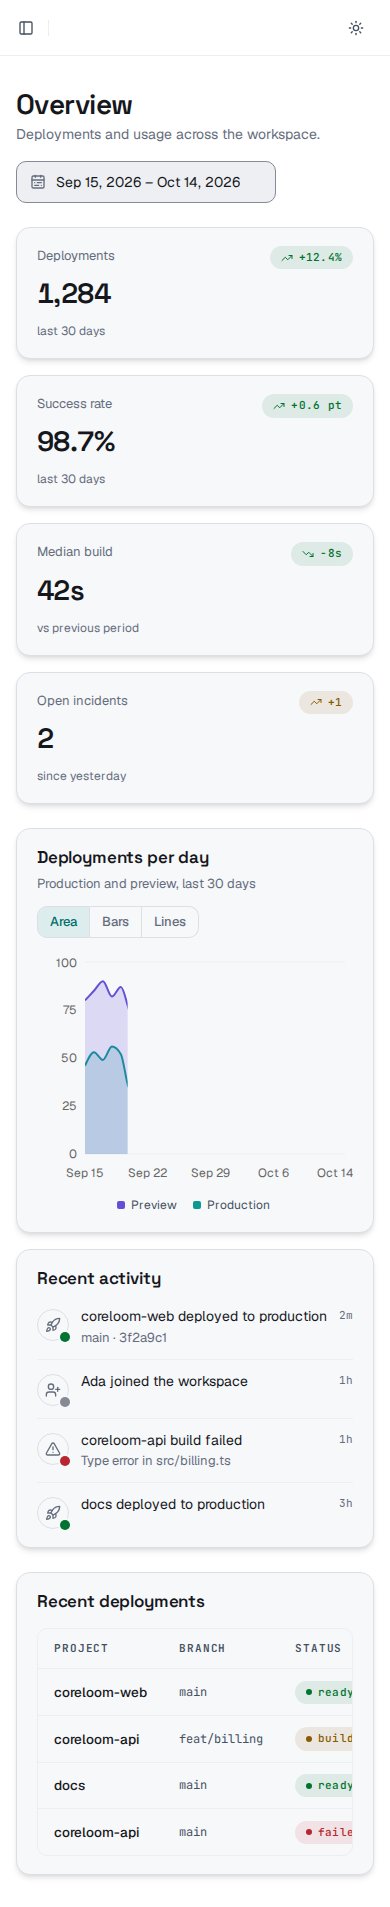 Overview
Deployments and usage across the workspace.
Sep 15, 2026 – Oct 14, 2026
Deployments
+12.4%
1,284
last 30 days
Success rate
+0.6 pt
98.7%
last 30 days
Median build
-8s
42s
vs previous period
Open incidents
+1
2
since yesterday
Deployments per day
Production and preview, last 30 days
Area Bars Lines
100
75
50
25
0
Sep 15 Sep 22 Sep 29 Oct 6 Oct 14
Preview Production
Recent activity
coreloom-web deployed to production 2m
main · 3f2a9c1
Ada joined the workspace 1h
coreloom-api build failed 1h
Type error in src/billing.ts
docs deployed to production 3h
Recent deployments
PROJECT BRANCH STATUS
coreloom-web main ready
coreloom-api feat/billing build
docs main ready
coreloom-api main faile